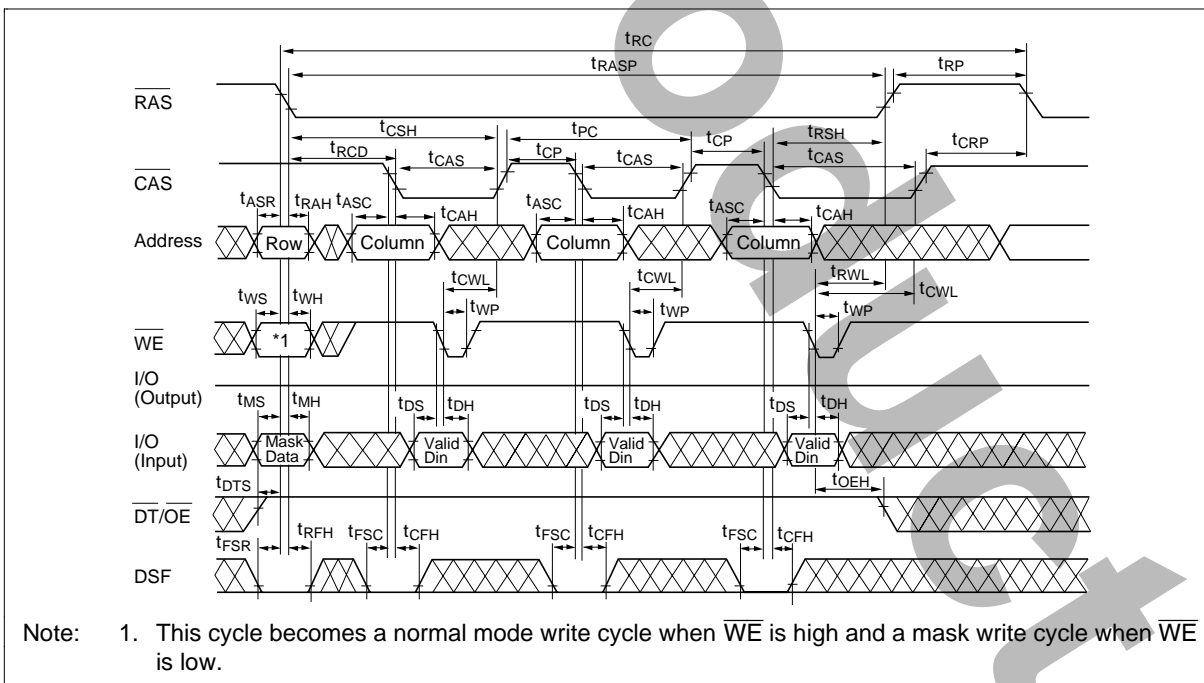 tRC
tRASP tRP
RAS
tCSH tPC tRSH
tRCD tCAS tCP tCAS tCP tCAS tCRP
CAS
tASR tRAH tASC tCAH tASC tCAH tASC tCAH
Address Row Column Column Column
tRWL
tCWL tCWL tCWL
tWS tWH tWP tWP tWP
WE *1
I/O
(Output)
tMS tMH tDS tDH tDS tDH tDS tDH
I/O
(Input)
Mask
Data
Valid
Din
Valid
Din
Valid
Din
tDTS tOEH
DT/OE
tFSR tRFH tFSC tCFH tFSC tCFH tFSC tCFH
DSF
Note: 1. This cycle becomes a normal mode write cycle when WE is high and a mask write cycle when WE
is low.
oduct